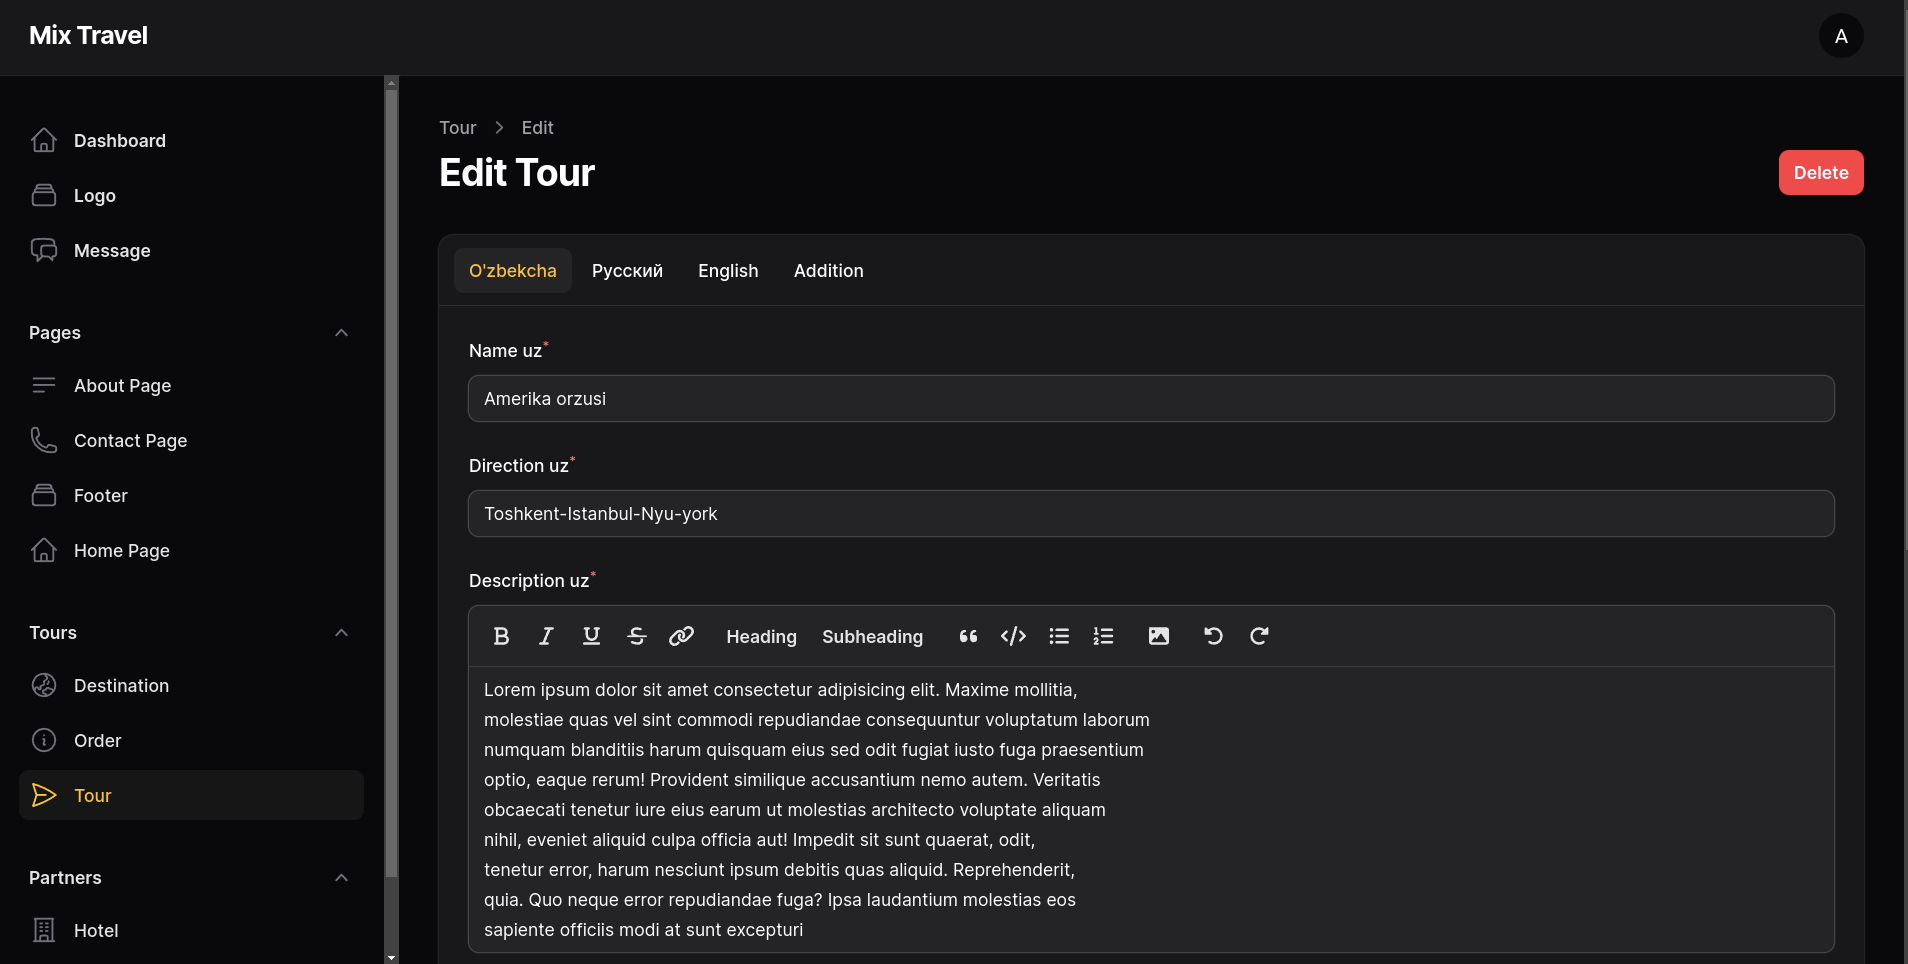 Mix Travel
A
Dashboard
Logo
Message
Pages
About Page
Contact Page
Footer
Home Page
Tours
Destination
Order
Tour
Partners
Hotel
Tour > Edit
Edit Tour
Delete
O'zbekcha Русский English Addition
Name uz*
Amerika orzusi
Direction uz*
Toshkent-Istanbul-Nyu-york
Description uz*
Heading Subheading
Lorem ipsum dolor sit amet consectetur adipisicing elit. Maxime mollitia,
molestiae quas vel sint commodi repudiandae consequuntur voluptatum laborum
numquam blanditiis harum quisquam eius sed odit fugiat iusto fuga praesentium
optio, eaque rerum! Provident similique accusantium nemo autem. Veritatis
obcaecati tenetur iure eius earum ut molestias architecto voluptate aliquam
nihil, eveniet aliquid culpa officia aut! Impedit sit sunt quaerat, odit,
tenetur error, harum nesciunt ipsum debitis quas aliquid. Reprehenderit,
quia. Quo neque error repudiandae fuga? Ipsa laudantium molestias eos
sapiente officiis modi at sunt excepturi